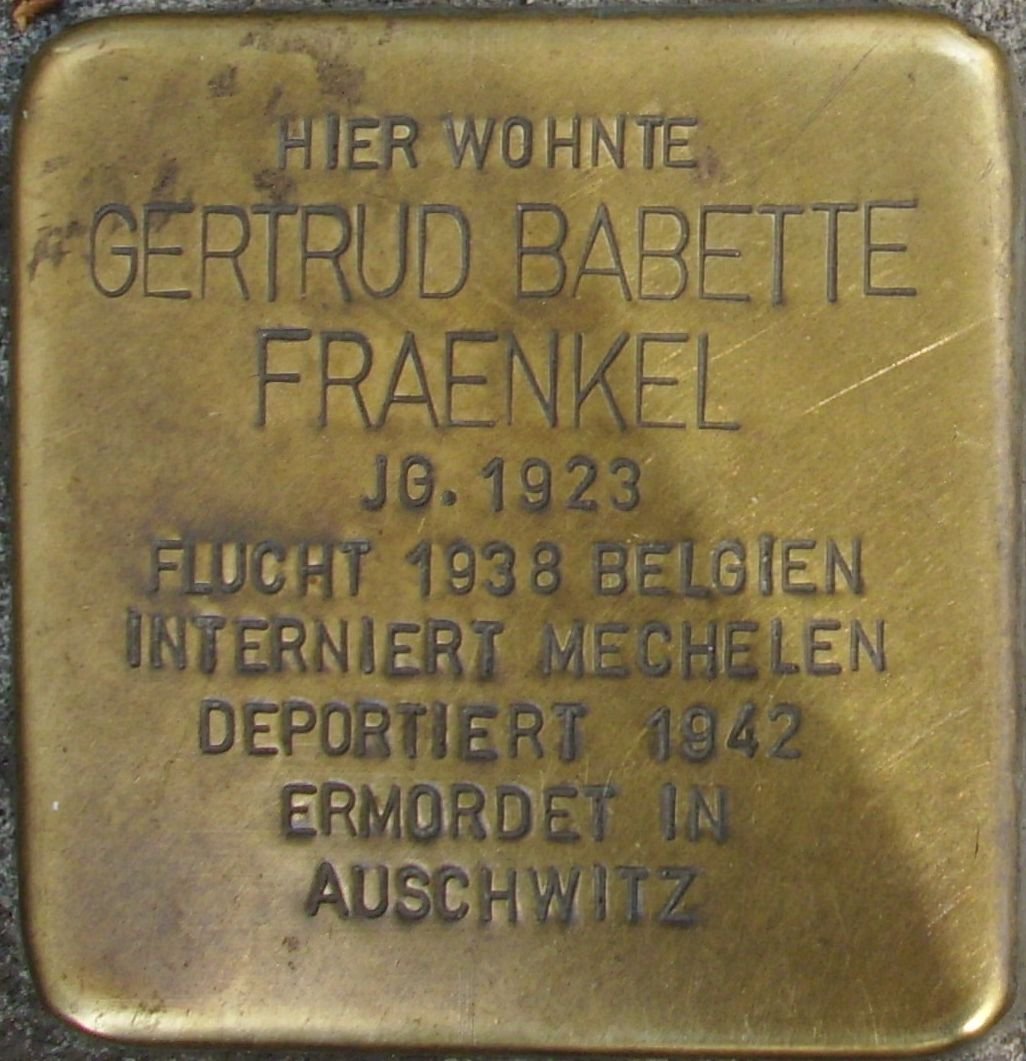 HIER WOHNTE
GERTRUD BABETTE
FRAENKEL
JG. 1923
FLUCHT 1938 BELGIEN
INTERNIERT MECHELEN
DEPORTIERT 1942
ERMORDET IN
AUSCHWITZ